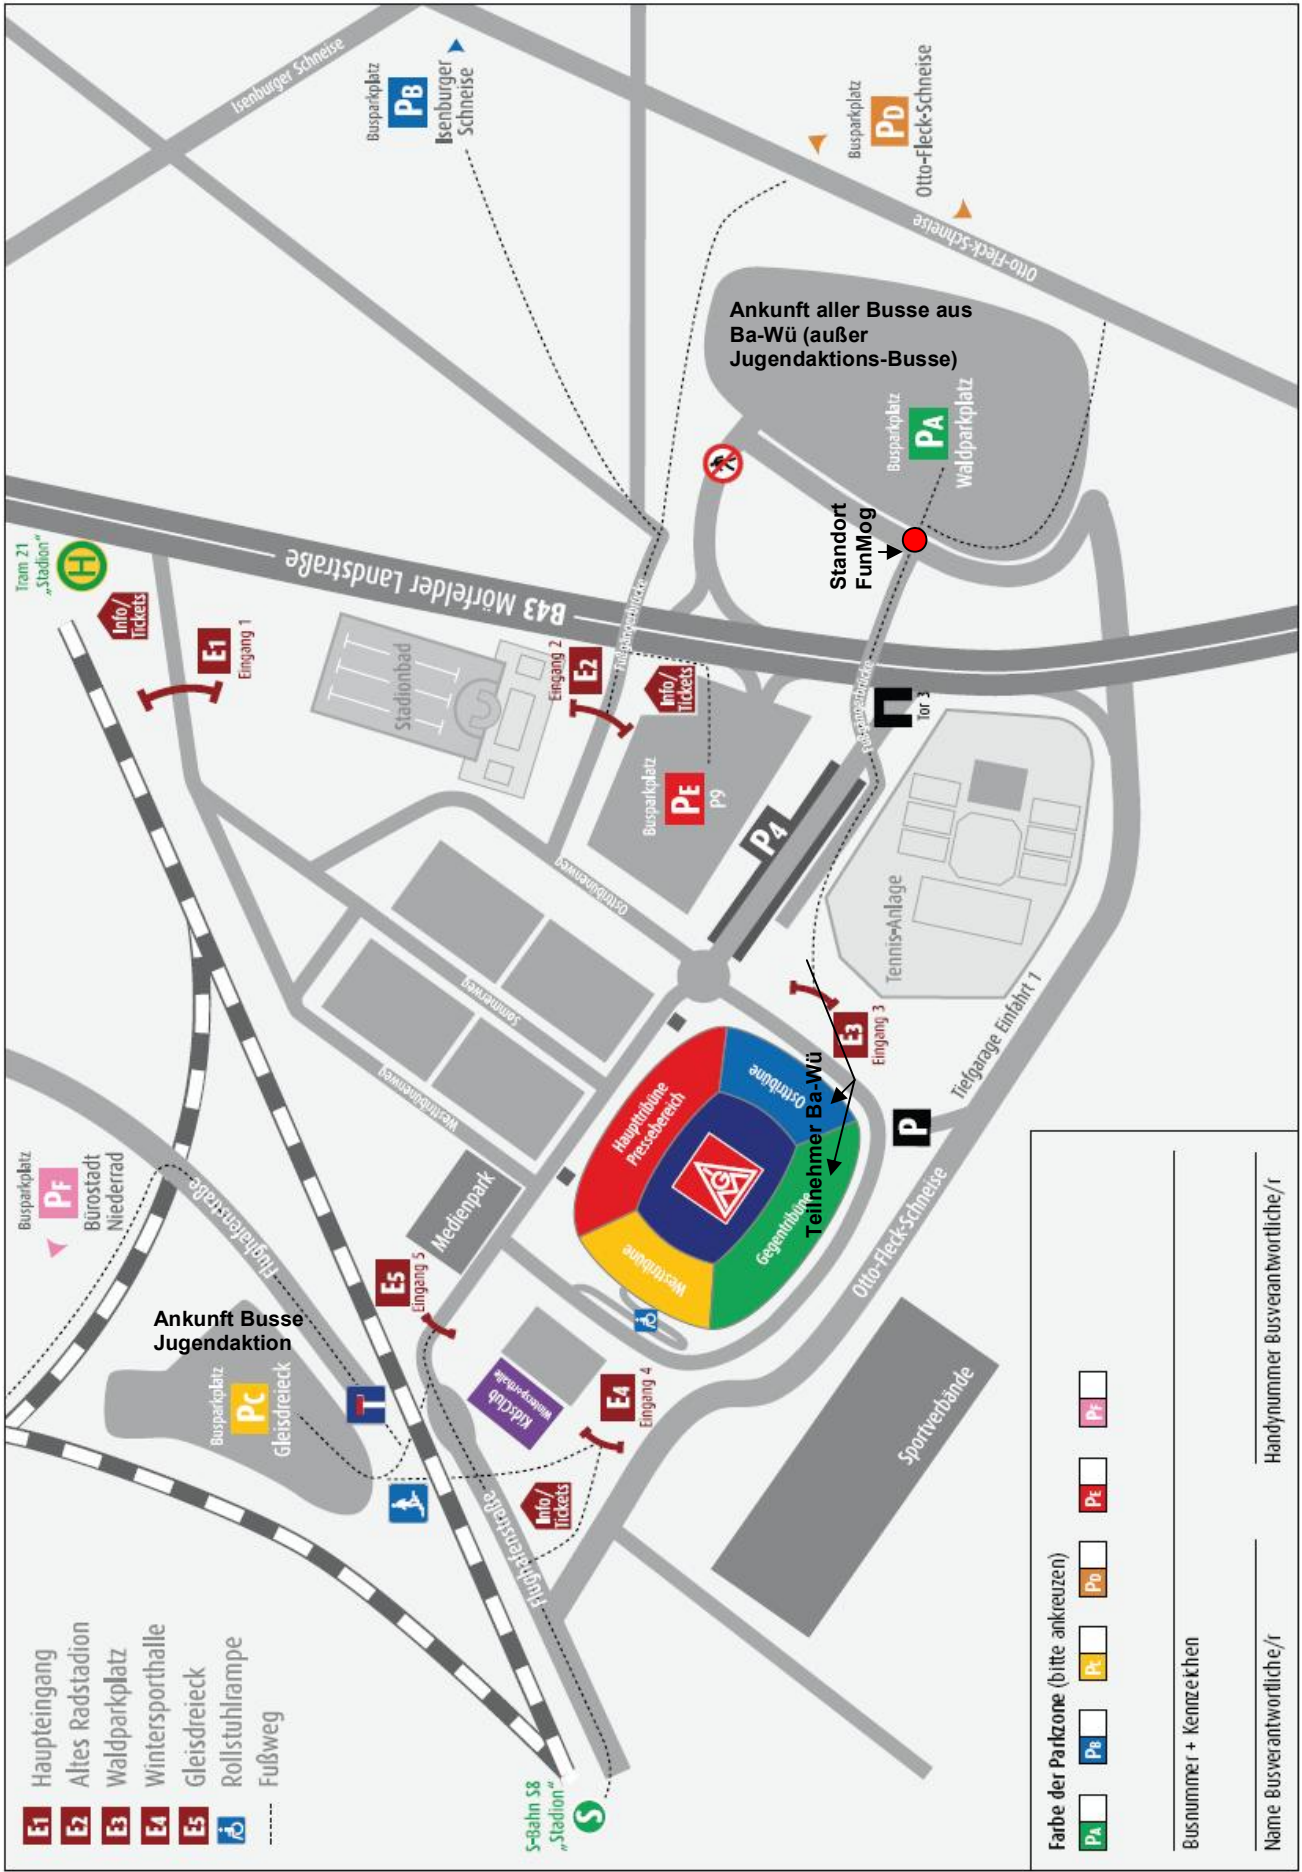 Isenburger Schneise
Busparkplatz
PB
Isenburger
Schneise
Busparkplatz
PD
Otto-Fleck-Schneise
Otto-Fleck-Schneise
Ankunft aller Busse aus
Ba-Wü (außer
Jugendaktions-Busse)
Busparkplatz
PA
Waldparkplatz
Standort
FunMog
Tram 21
„Stadion“
H
Info/
Tickets
E1
Eingang 1
B43 Mörfelder Landstraße
Stadionbad
Eingang 2
E2
Fußgängerbrücke
Info/
Tickets
Busparkplatz
PE
P9
Fußgängerbrücke
Tor 3
P4
Osttribünenweg
Tennis-Anlage
Sommerweg
Westtribünenweg
E3
Eingang 3
Tiefgarage Einfahrt 1
P
Haupttribüne
Pressebereich
Osttribüne
Teilnehmer Ba-Wü
Gegentribüne
Westtribüne
IGM
Otto-Fleck-Schneise
Busparkplatz
PF
Bürostadt
Niederrad
Flughafenstraße
Medienpark
E5
Eingang 5
Ankunft Busse
Jugendaktion
Busparkplatz
PC
Gleisdreieck
KidsClub
Wintersporthalle
E4
Eingang 4
Info/
Tickets
Flughafenstraße
Sportverbände
S-Bahn S8
„Stadion“
S
E1 Haupteingang
E2 Altes Radstadion
E3 Waldparkplatz
E4 Wintersporthalle
E5 Gleisdreieck
Rollstuhlrampe
Fußweg
Farbe der Parkzone (bitte ankreuzen)
PA PB PC PD PE PF
Busnummer + Kennzeichen
Name Busverantwortliche/r
Handynummer Busverantwortliche/r